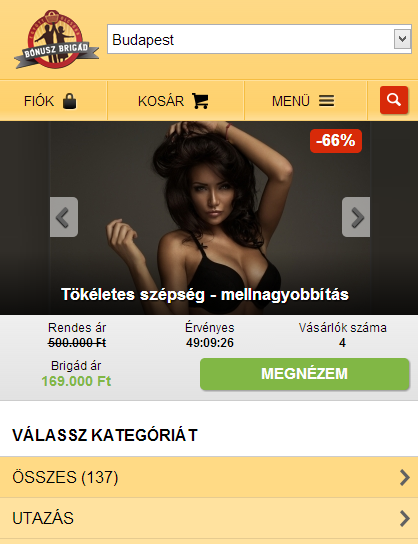 BÓNUSZ BRIGÁD
Budapest
FIÓK
KOSÁR
MENÜ
-66%
Tökéletes szépség - mellnagyobbítás
Rendes ár
500.000 Ft
Érvényes
49:09:26
Vásárlók száma
4
Brigád ár
169.000 Ft
MEGNÉZEM
VÁLASSZ KATEGÓRIÁT
ÖSSZES (137)
UTAZÁS